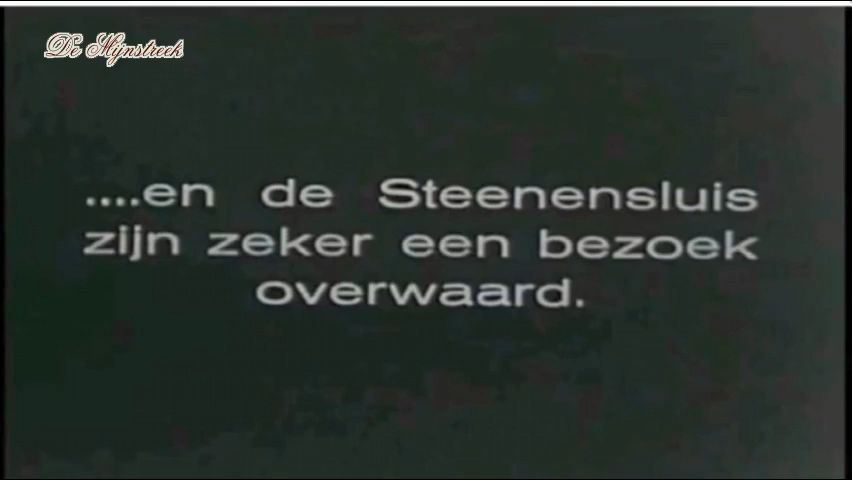 De Mijnstreek
....en de Steenensluis
zijn zeker een bezoek
overwaard.